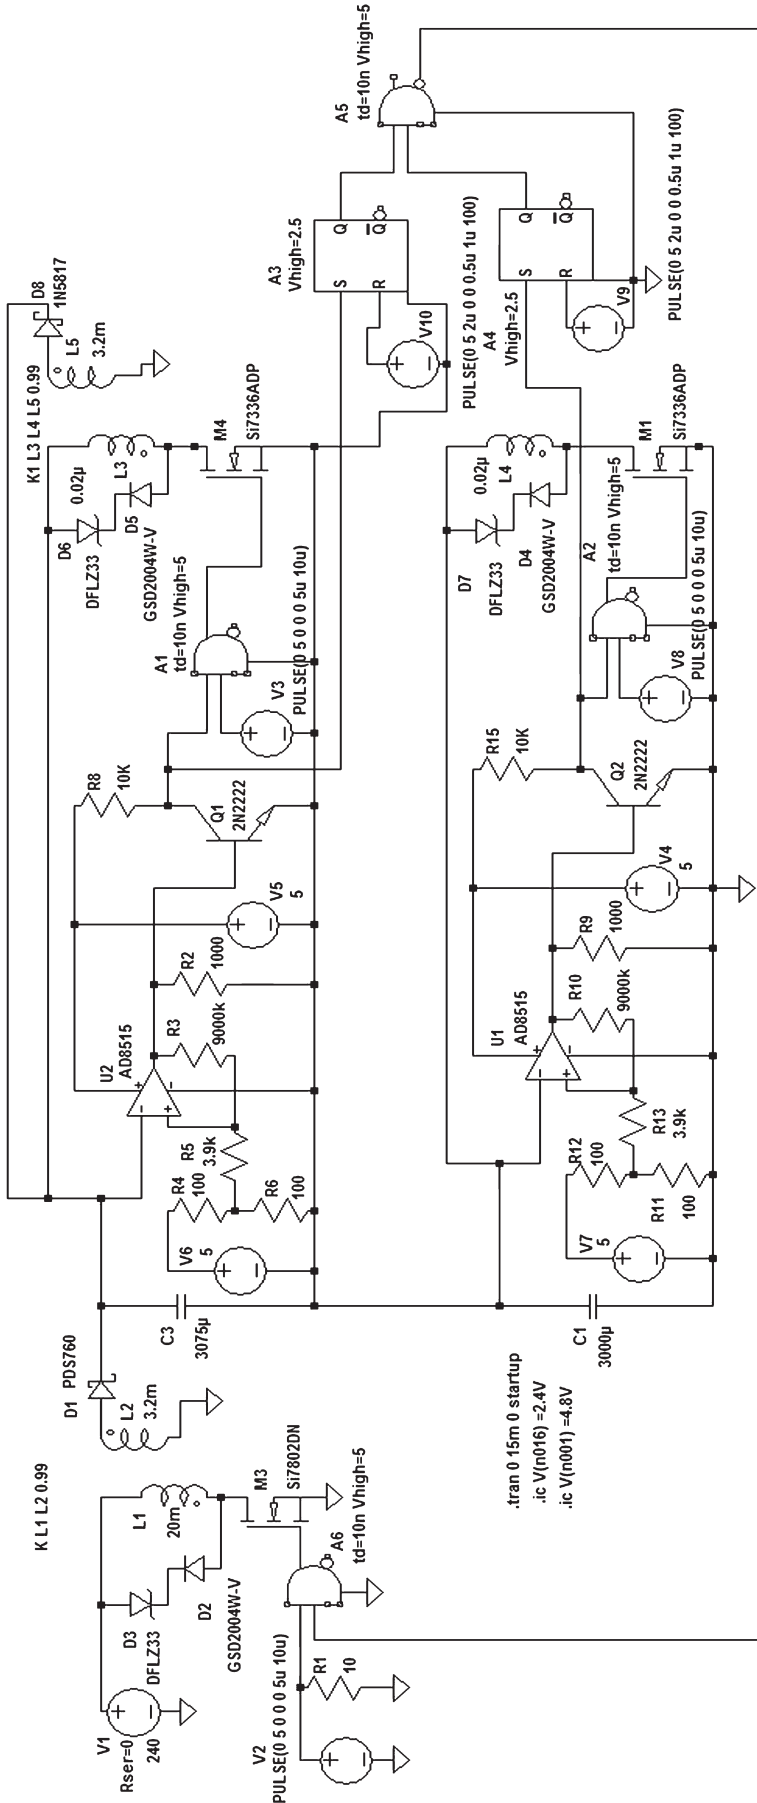 K L1 L2 0.99
V1
Rser=0
240
D3
DFLZ33
D2
GSD2004W-V
L1
20m
M3
Si7802DN
V2
PULSE(0 5 0 0 0 5u 10u)
R1
10
A6
td=10n Vhigh=5
D1 PDS760
L2
3.2m
C3
3075µ
V6
5
R4
100
R6
100
R5
3.9k
U2
AD8515
R3
9000k
R2
1000
V5
5
R8
10K
Q1
2N2222
V3
PULSE(0 5 0 0 0 5u 10u)
A1
td=10n Vhigh=5
D6
DFLZ33
D5
GSD2004W-V
0.02µ
L3
K1 L3 L4 L5 0.99
M4
Si7336ADP
D8
1N5817
L5
3.2m
A3
Vhigh=2.5
S
R
Q
Q
V10
PULSE(0 5 2u 0 0 0.5u 1u 100)
A5
td=10n Vhigh=5
A4
Vhigh=2.5
S
R
Q
Q
V9
PULSE(0 5 2u 0 0 0.5u 1u 100)
.tran 0 15m 0 startup
.ic V(n016) =2.4V
.ic V(n001) =4.8V
C1
3000µ
V7
5
R12
100
R11
100
R13
3.9k
U1
AD8515
R10
9000k
R9
1000
V4
5
R15
10K
Q2
2N2222
V8
PULSE(0 5 0 0 0 5u 10u)
A2
td=10n Vhigh=5
D7
DFLZ33
D4
GSD2004W-V
0.02µ
L4
M1
Si7336ADP